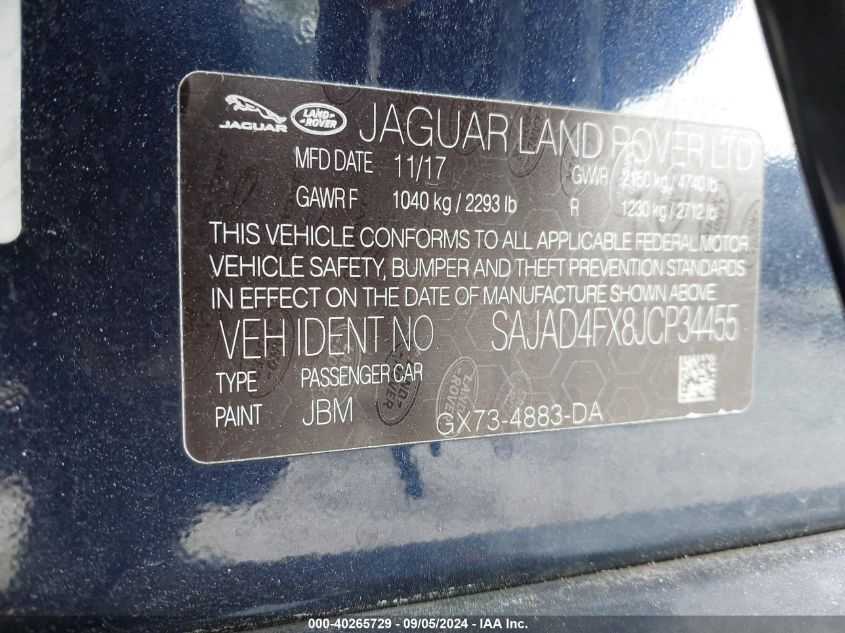 JAGUAR LAND ROVER JAGUAR LAND ROVER LTD
MFD DATE 11/17 GVWR 2150 kg / 4740 lb
GAWR F 1040 kg / 2293 lb R 1230 kg / 2712 lb
THIS VEHICLE CONFORMS TO ALL APPLICABLE FEDERAL MOTOR
VEHICLE SAFETY, BUMPER AND THEFT PREVENTION STANDARDS
IN EFFECT ON THE DATE OF MANUFACTURE SHOWN ABOVE
VEH IDENT NO SAJAD4FX8JCP34455
TYPE PASSENGER CAR
PAINT JBM GX73-4883-DA
000-40265729 - 09/05/2024 - IAAI.COM